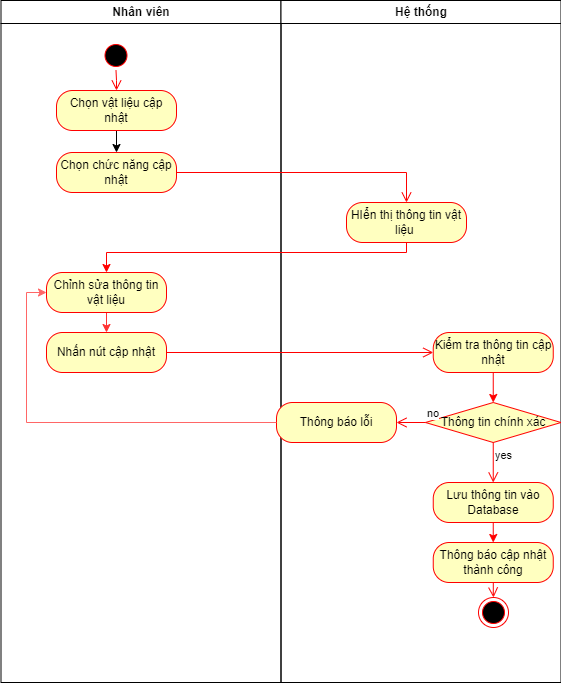 Nhân viên
Hệ thống
Chọn vật liệu cập
nhật
Chọn chức năng cập
nhật
HIển thị thông tin vật
liệu
Chỉnh sửa thông tin
vật liệu
Nhấn nút cập nhật
Kiểm tra thông tin cập
nhật
Thông báo lỗi
no
Thông tin chính xác
yes
Lưu thông tin vào
Database
Thông báo cập nhật
thành công